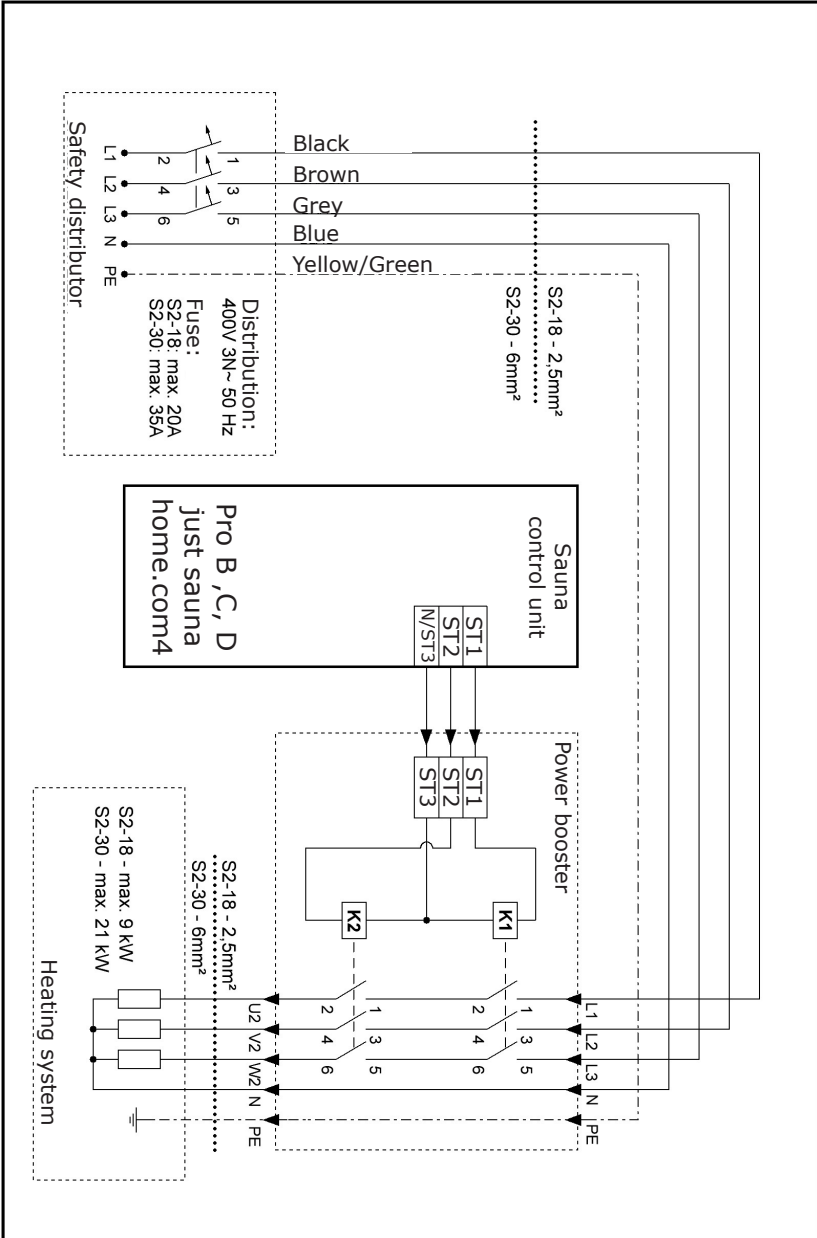 Safety distributor
L1
L2
L3
N
PE
2
4
6
1
3
5
Black
Brown
Grey
Blue
Yellow/Green
Distribution:
400V 3N~ 50 Hz
Fuse:
S2-18: max. 20A
S2-30: max. 35A
S2-18 - 2,5mm²
S2-30 - 6mm²
Sauna
control unit
Pro B ,C, D
just sauna
home.com4
ST1
ST2
N/ST3
Power booster
ST1
ST2
ST3
K1
K2
L1
L2
L3
N
PE
1
3
5
2
4
6
1
3
5
2
4
6
U2
V2
W2
N
PE
S2-18 - 2,5mm²
S2-30 - 6mm²
S2-18 - max. 9 kW
S2-30 - max. 21 kW
Heating system